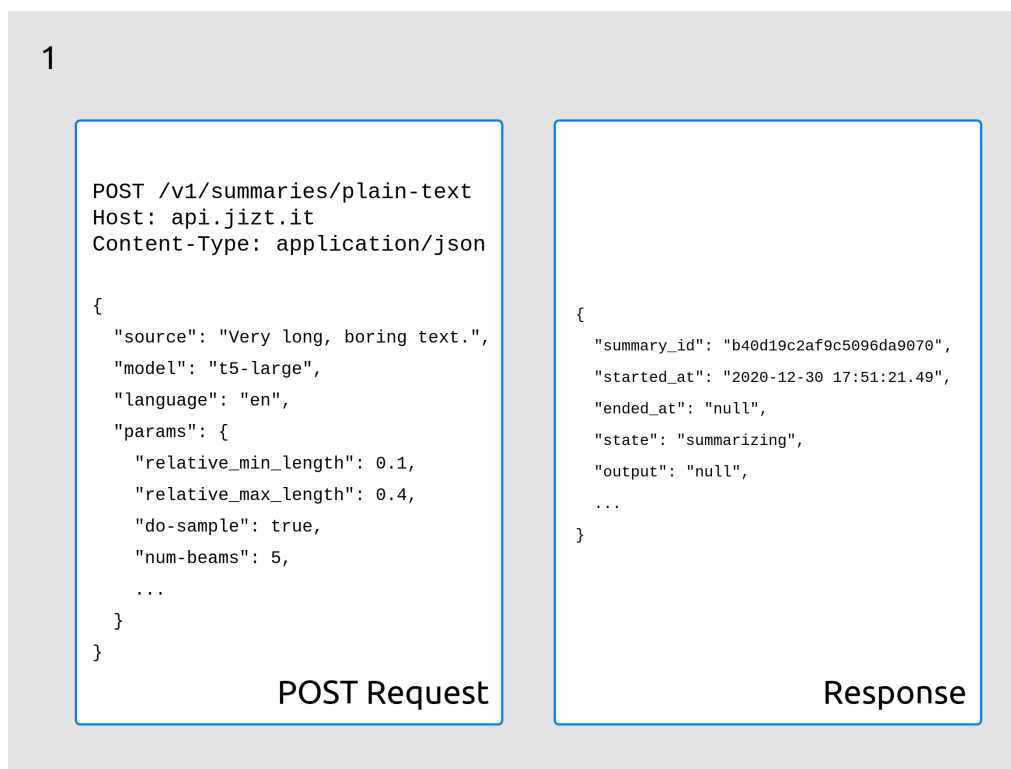 1
POST /v1/summaries/plain-text
Host: api.jizt.it
Content-Type: application/json
{
  "source": "Very long, boring text.",
  "model": "t5-large",
  "language": "en",
  "params": {
    "relative_min_length": 0.1,
    "relative_max_length": 0.4,
    "do-sample": true,
    "num-beams": 5,
    ...
  }
}
POST Request
{
  "summary_id": "b40d19c2af9c5096da9070",
  "started_at": "2020-12-30 17:51:21.49",
  "ended_at": "null",
  "state": "summarizing",
  "output": "null",
  ...
}
Response